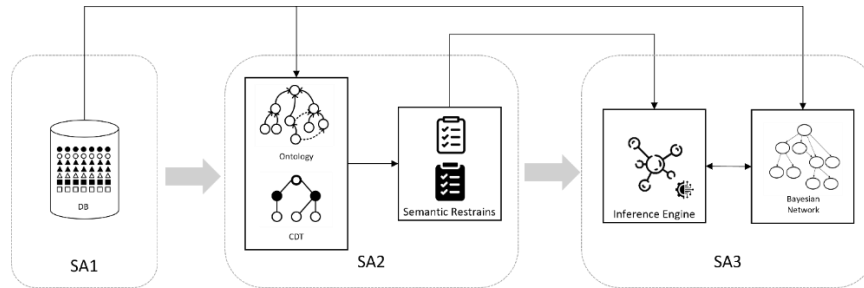 DB
SA1
Ontology
CDT
Semantic Restrains
SA2
Inference Engine
Bayesian
Network
SA3